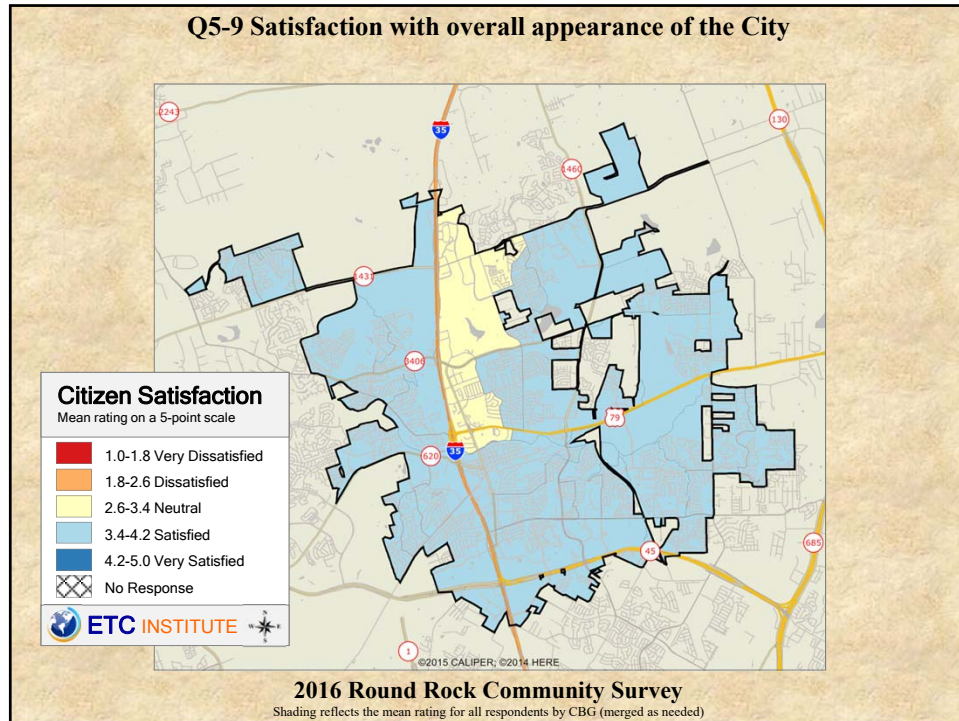 Q5-9 Satisfaction with overall appearance of the City
2243
35
130
1460
1431
3406
Citizen Satisfaction
Mean rating on a 5-point scale
1.0-1.8 Very Dissatisfied
1.8-2.6 Dissatisfied
2.6-3.4 Neutral
3.4-4.2 Satisfied
4.2-5.0 Very Satisfied
No Response
ETC INSTITUTE
N
W E
S
79
620
35
45
685
1
©2015 CALIPER; ©2014 HERE
2016 Round Rock Community Survey
Shading reflects the mean rating for all respondents by CBG (merged as needed)